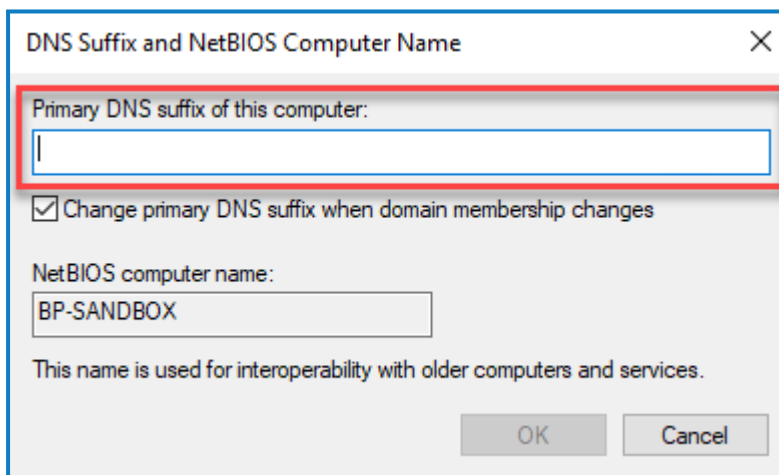 DNS Suffix and NetBIOS Computer Name
Primary DNS suffix of this computer:
Change primary DNS suffix when domain membership changes
NetBIOS computer name:
BP-SANDBOX
This name is used for interoperability with older computers and services.
OK Cancel